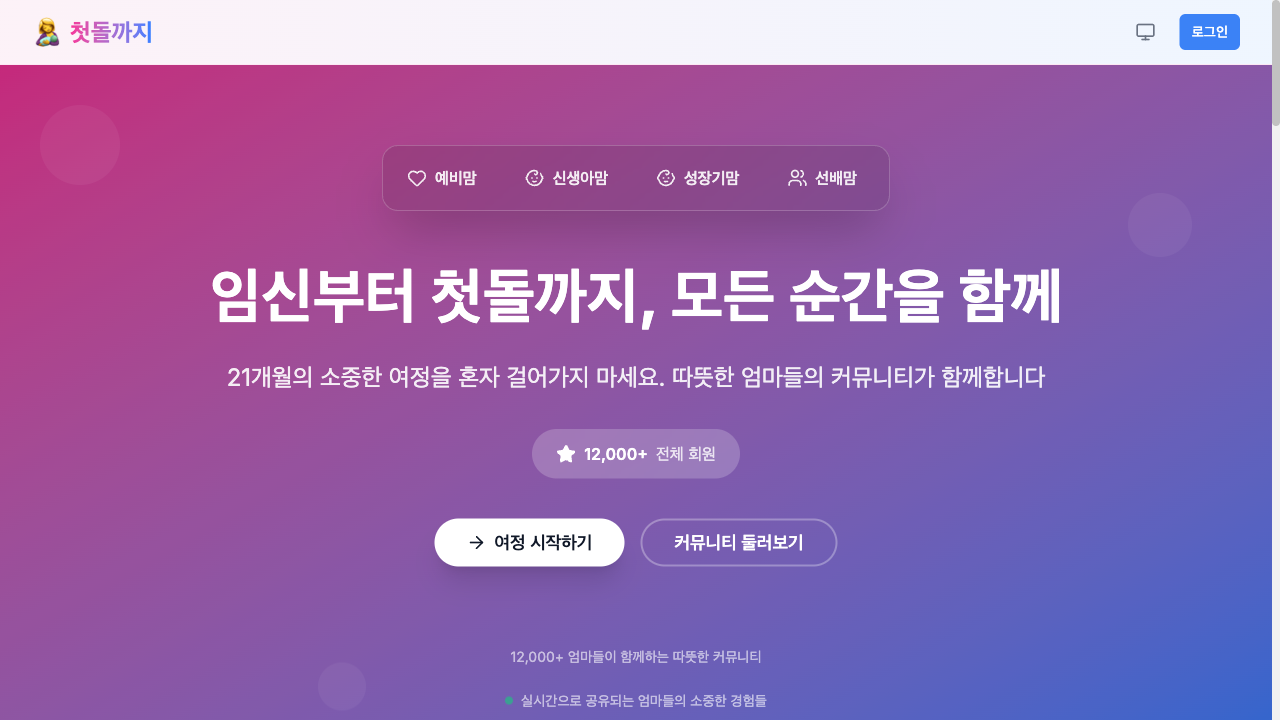 첫돌까지
로그인
예비맘 신생아맘 성장기맘 선배맘
임신부터 첫돌까지, 모든 순간을 함께
21개월의 소중한 여정을 혼자 걸어가지 마세요. 따뜻한 엄마들의 커뮤니티가 함께합니다
12,000+ 전체 회원
여정 시작하기
커뮤니티 둘러보기
12,000+ 엄마들이 함께하는 따뜻한 커뮤니티
실시간으로 공유되는 엄마들의 소중한 경험들